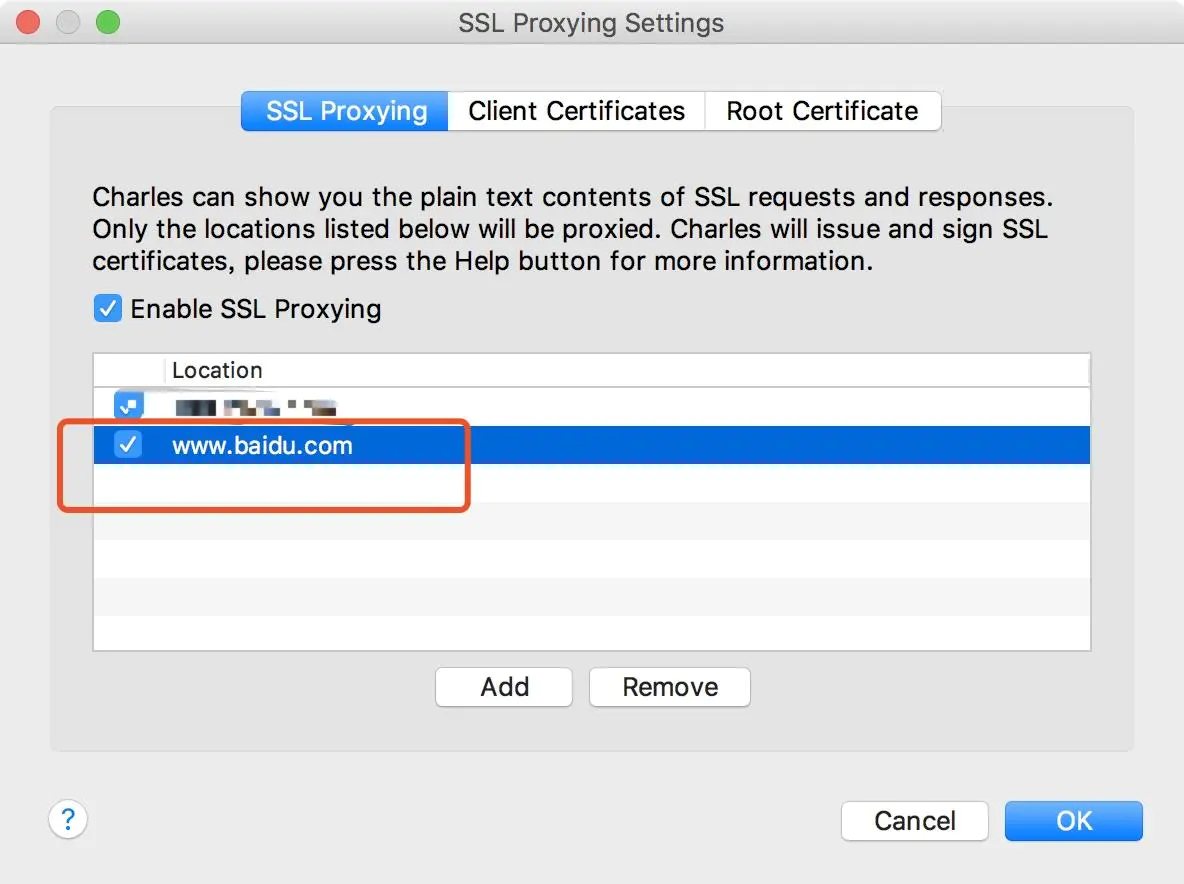 SSL Proxying Settings
SSL Proxying Client Certificates Root Certificate
Charles can show you the plain text contents of SSL requests and responses.
Only the locations listed below will be proxied. Charles will issue and sign SSL
certificates, please press the Help button for more information.
Enable SSL Proxying
Location
www.baidu.com
Add Remove
? Cancel OK